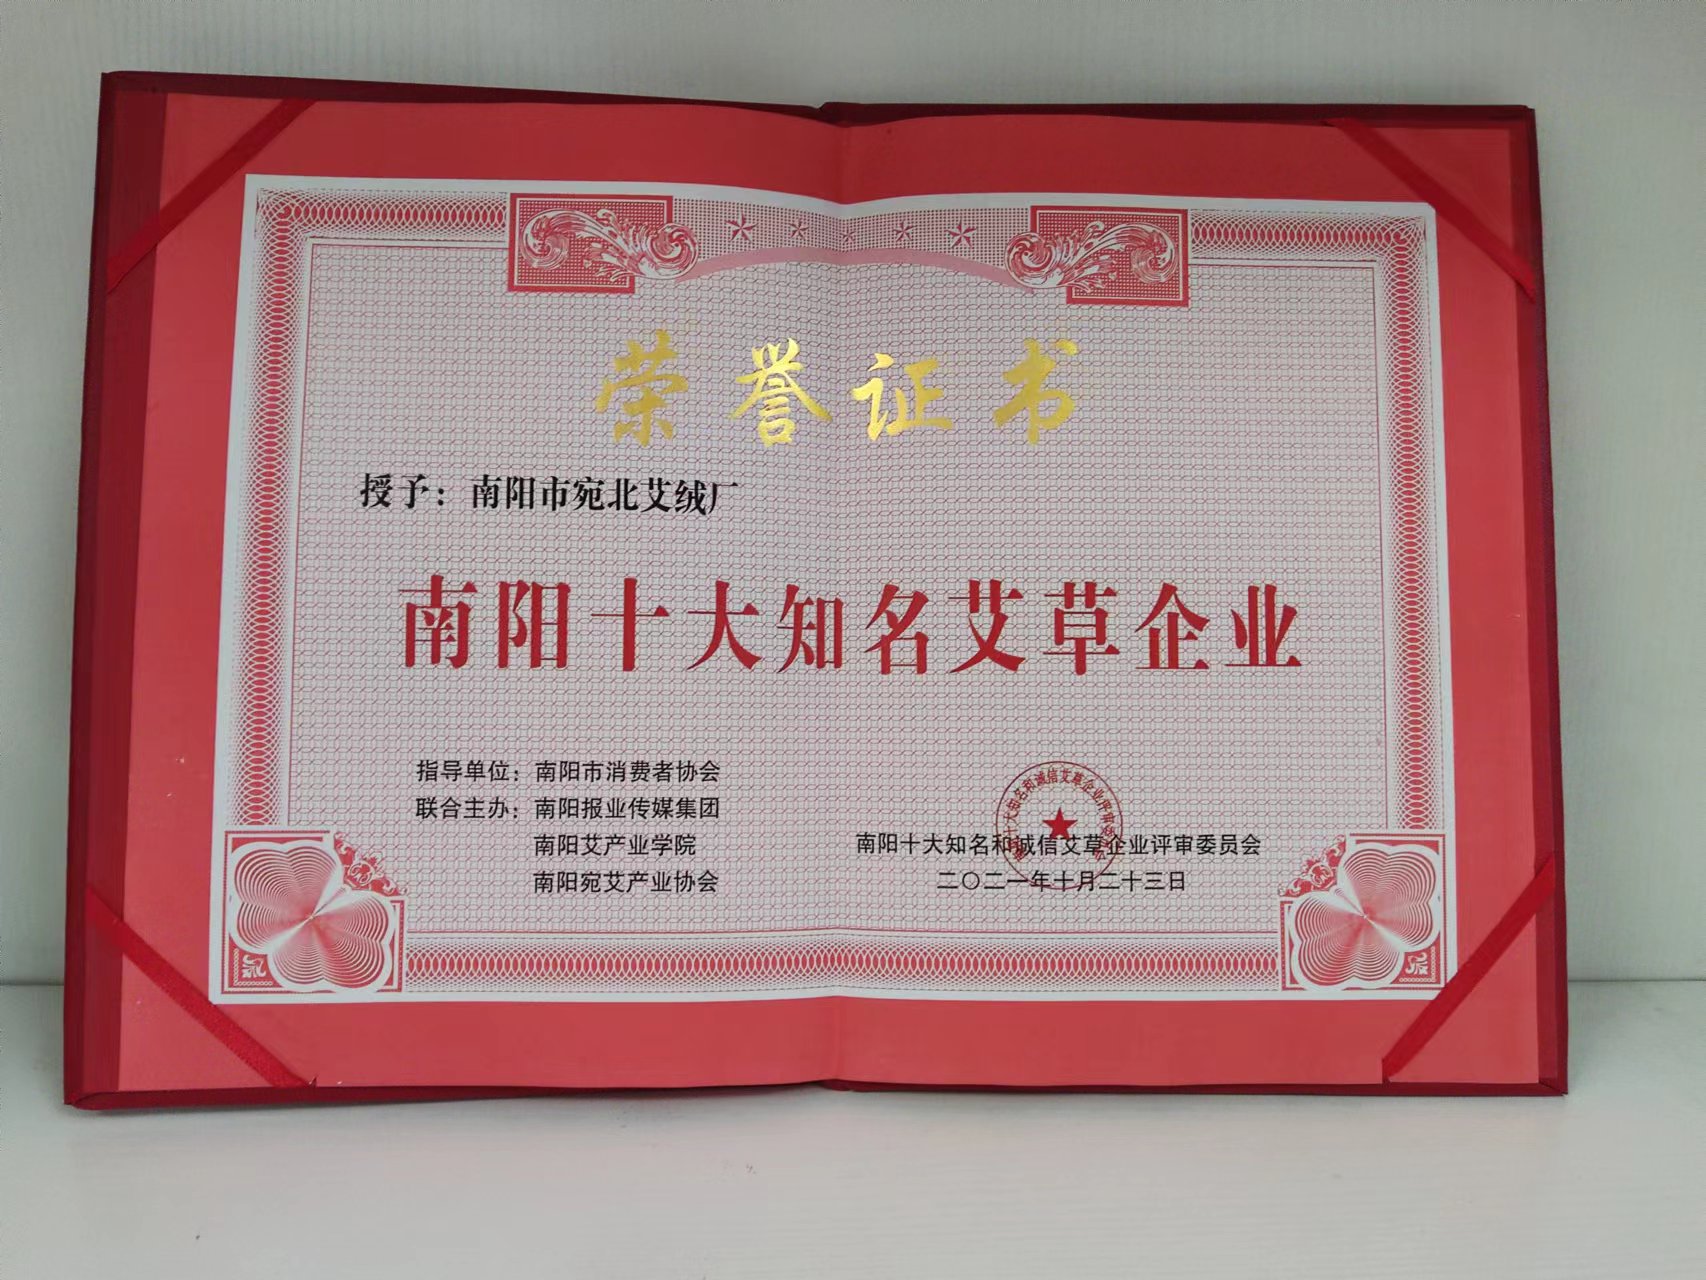 荣誉证书
授予：南阳市宛北艾绒厂
南阳十大知名艾草企业
指导单位：南阳市消费者协会
联合主办：南阳报业传媒集团
南阳艾产业学院
南阳宛艾产业协会
南阳十大知名和诚信艾草企业评审委员会
二〇二一年十月二十三日